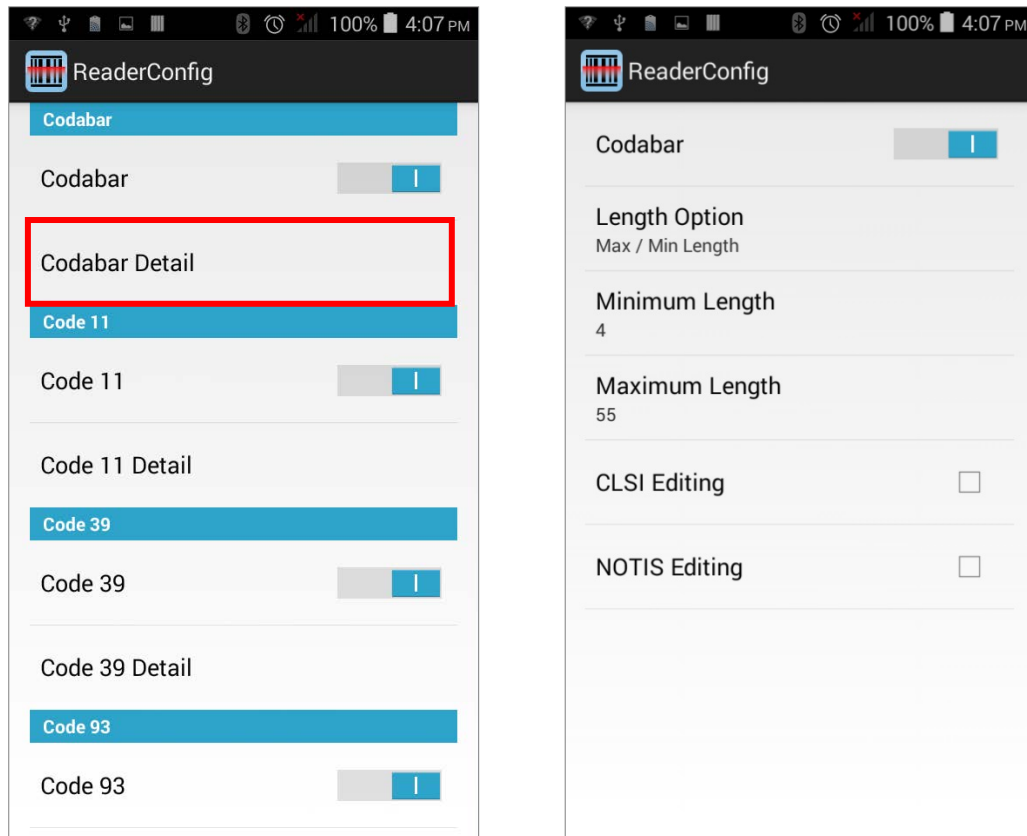 100% 4:07 PM
ReaderConfig
Codabar
Codabar
Codabar Detail
Code 11
Code 11
Code 11 Detail
Code 39
Code 39
Code 39 Detail
Code 93
Code 93
100% 4:07 PM
ReaderConfig
Codabar
Length Option
Max / Min Length
Minimum Length
4
Maximum Length
55
CLSI Editing
NOTIS Editing